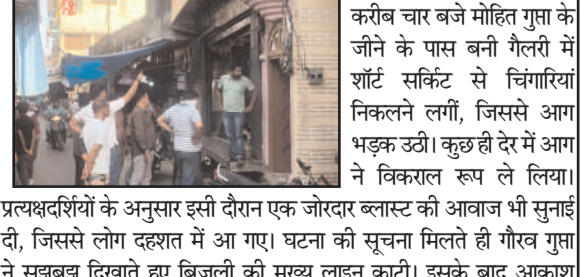 करीब चार बजे मोहित गुप्ता के
जीने के पास बनी गैलरी में
शॉर्ट सर्किट से चिंगारियां
निकलने लगीं, जिससे आग
भड़क उठी। कुछ ही देर में आग
ने विकराल रूप ले लिया।
प्रत्यक्षदर्शियों के अनुसार इसी दौरान एक जोरदार ब्लास्ट की आवाज भी सुनाई
दी, जिससे लोग दहशत में आ गए। घटना की सूचना मिलते ही गौरव गुप्ता
ने सूझबूझ दिखाते हुए बिजली की मुख्य लाइन काटी। इसके बाद आकाश